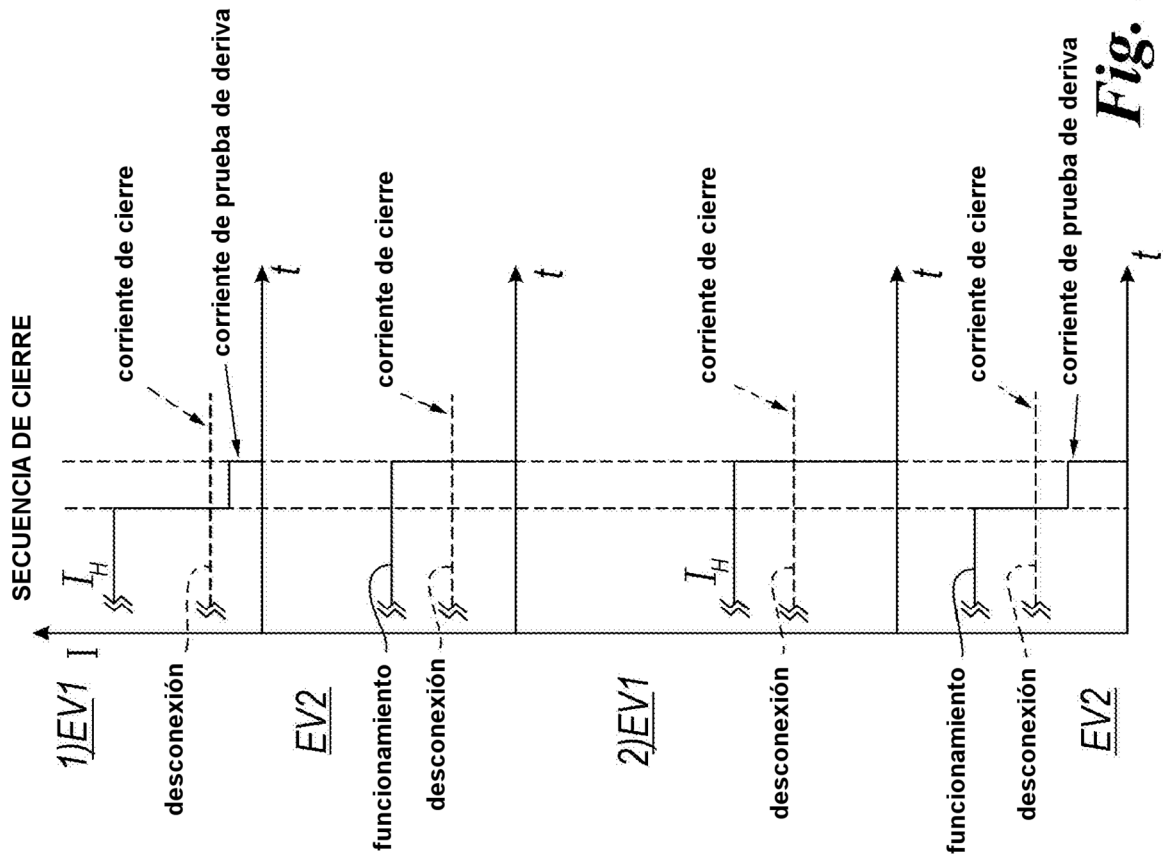 SECUENCIA DE CIERRE
1)EV1
I
I_H
desconexión
corriente de cierre
corriente de prueba de deriva
t
EV2
funcionamiento
desconexión
corriente de cierre
t
2)EV1
I_H
desconexión
corriente de cierre
t
funcionamiento
desconexión
corriente de cierre
corriente de prueba de deriva
EV2
t
Fig.